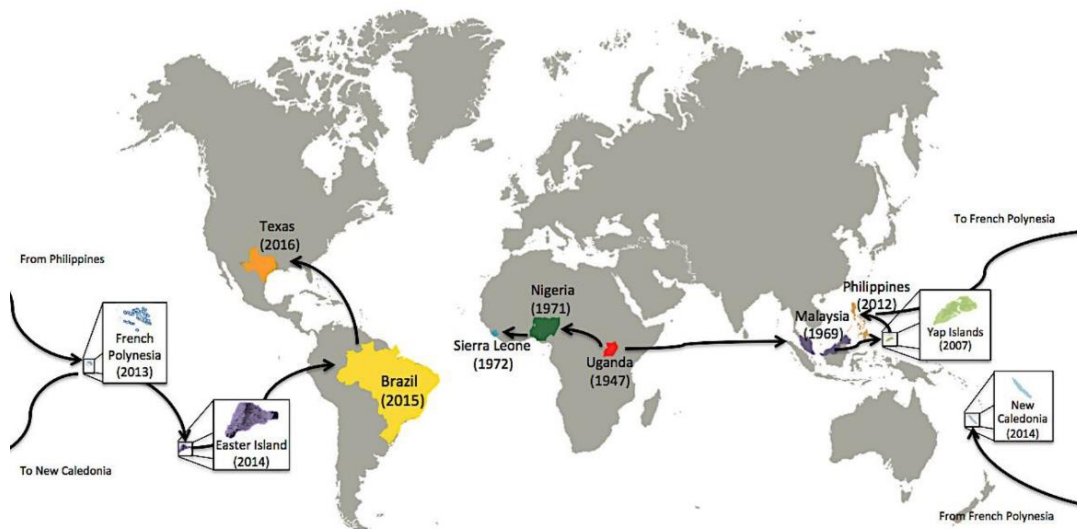 Texas
(2016)
From Philippines
French
Polynesia
(2013)
To New Caledonia
Easter Island
(2014)
Brazil
(2015)
Nigeria
(1971)
Sierra Leone
(1972)
Uganda
(1947)
To French Polynesia
Philippines
(2012)
Malaysia
(1969)
Yap Islands
(2007)
New
Caledonia
(2014)
From French Polynesia